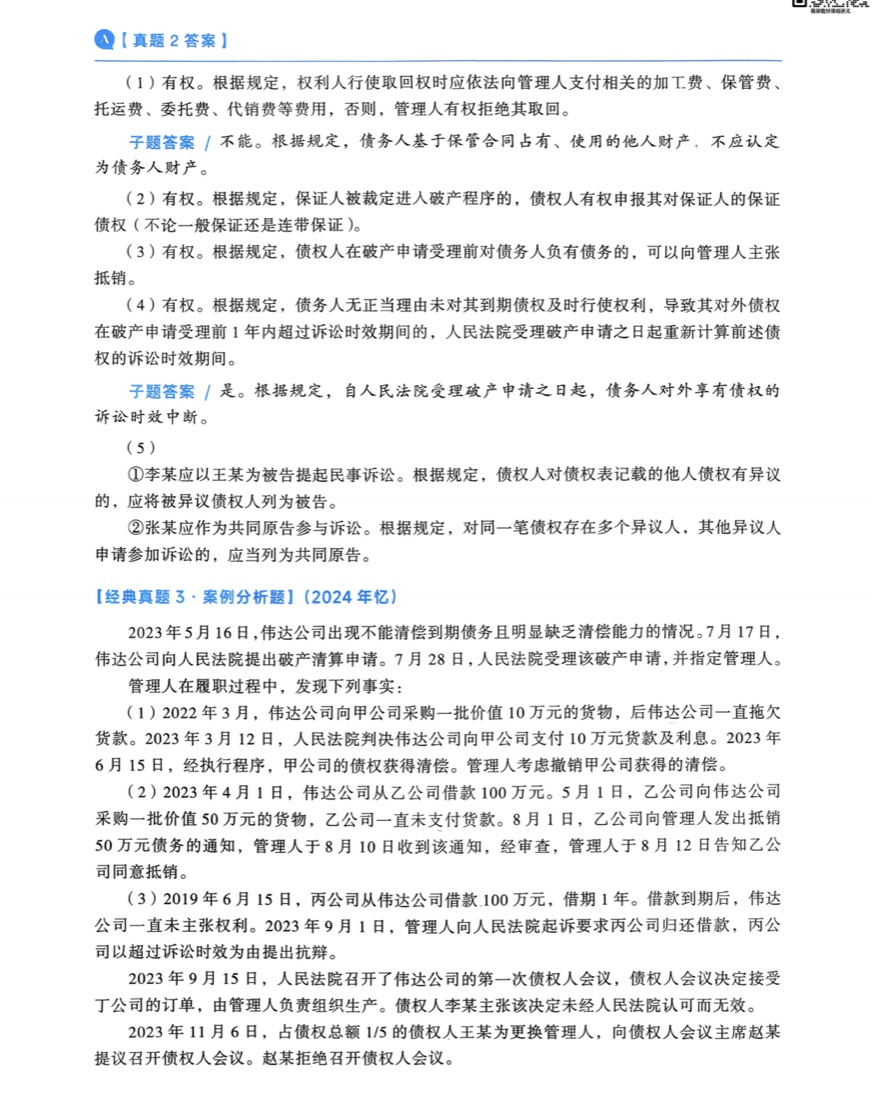 【真题 2 答案】
（1）有权。根据规定，权利人行使取回权时应依法向管理人支付相关的加工费、保管费、
托运费、委托费、代销费等费用，否则，管理人有权拒绝其取回。
子题答案 / 不能。根据规定，债务人基于保管合同占有、使用的他人财产，不应认定
为债务人财产。
（2）有权。根据规定，保证人被裁定进入破产程序的，债权人有权申报其对保证人的保证
债权（不论一般保证还是连带保证）。
（3）有权。根据规定，债权人在破产申请受理前对债务人负有债务的，可以向管理人主张
抵销。
（4）有权。根据规定，债务人无正当理由未对其到期债权及时行使权利，导致其对外债权
在破产申请受理前 1 年内超过诉讼时效期间的，人民法院受理破产申请之日起重新计算前述债
权的诉讼时效期间。
子题答案 / 是。根据规定，自人民法院受理破产申请之日起，债务人对外享有债权的
诉讼时效中断。
（5）
①李某应以王某为被告提起民事诉讼。根据规定，债权人对债权表记载的他人债权有异议
的，应将被异议债权人列为被告。
②张某应作为共同原告参与诉讼。根据规定，对同一笔债权存在多个异议人，其他异议人
申请参加诉讼的，应当列为共同原告。
【经典真题 3 · 案例分析题】（2024 年忆）
2023 年 5 月 16 日，伟达公司出现不能清偿到期债务且明显缺乏清偿能力的情况。7 月 17 日，
伟达公司向人民法院提出破产清算申请。7 月 28 日，人民法院受理该破产申请，并指定管理人。
管理人在履职过程中，发现下列事实：
（1）2022 年 3 月，伟达公司向甲公司采购一批价值 10 万元的货物，后伟达公司一直拖欠
货款。2023 年 3 月 12 日，人民法院判决伟达公司向甲公司支付 10 万元货款及利息。2023 年
6 月 15 日，经执行程序，甲公司的债权获得清偿。管理人考虑撤销甲公司获得的清偿。
（2）2023 年 4 月 1 日，伟达公司从乙公司借款 100 万元。5 月 1 日，乙公司向伟达公司
采购一批价值 50 万元的货物，乙公司一直未支付货款。8 月 1 日，乙公司向管理人发出抵销
50 万元债务的通知，管理人于 8 月 10 日收到该通知，经审查，管理人于 8 月 12 日告知乙公
司同意抵销。
（3）2019 年 6 月 15 日，丙公司从伟达公司借款 100 万元，借期 1 年。借款到期后，伟达
公司一直未主张权利。2023 年 9 月 1 日，管理人向人民法院起诉要求丙公司归还借款，丙公
司以超过诉讼时效为由提出抗辩。
2023 年 9 月 15 日，人民法院召开了伟达公司的第一次债权人会议，债权人会议决定接受
丁公司的订单，由管理人负责组织生产。债权人李某主张该决定未经人民法院认可而无效。
2023 年 11 月 6 日，占债权总额 1/5 的债权人王某为更换管理人，向债权人会议主席赵某
提议召开债权人会议。赵某拒绝召开债权人会议。